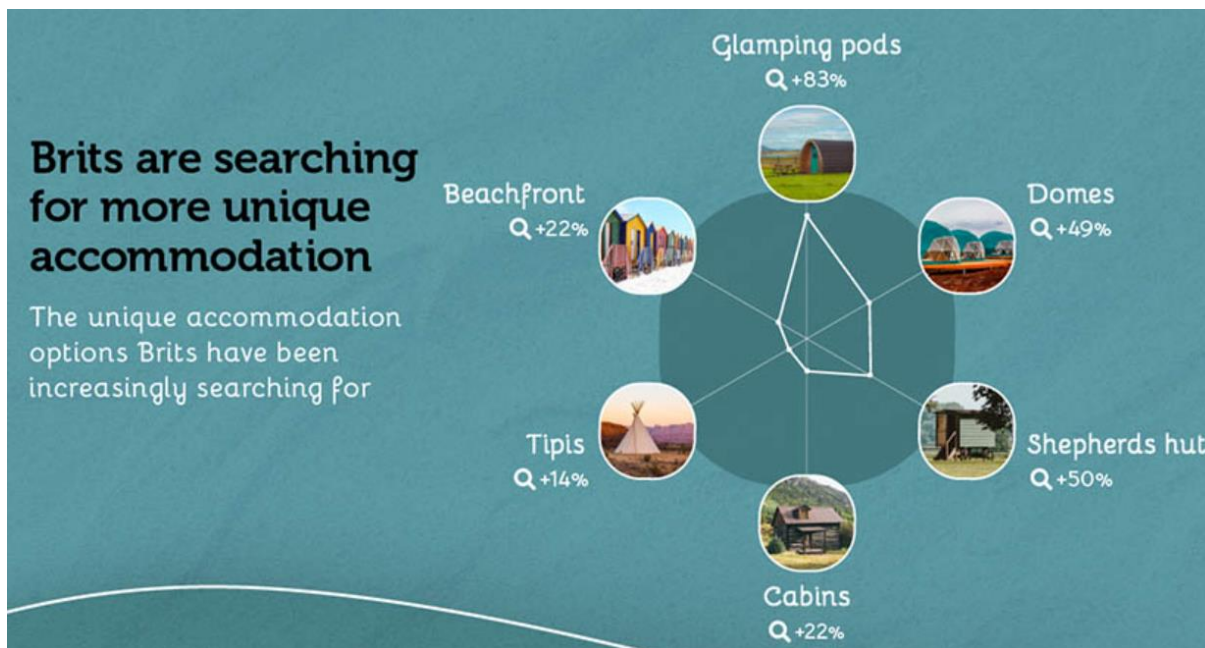 Brits are searching
for more unique
accommodation
The unique accommodation
options Brits have been
increasingly searching for
Glamping pods
+83%
Beachfront
+22%
Domes
+49%
Tipis
+14%
Shepherds hut
+50%
Cabins
+22%